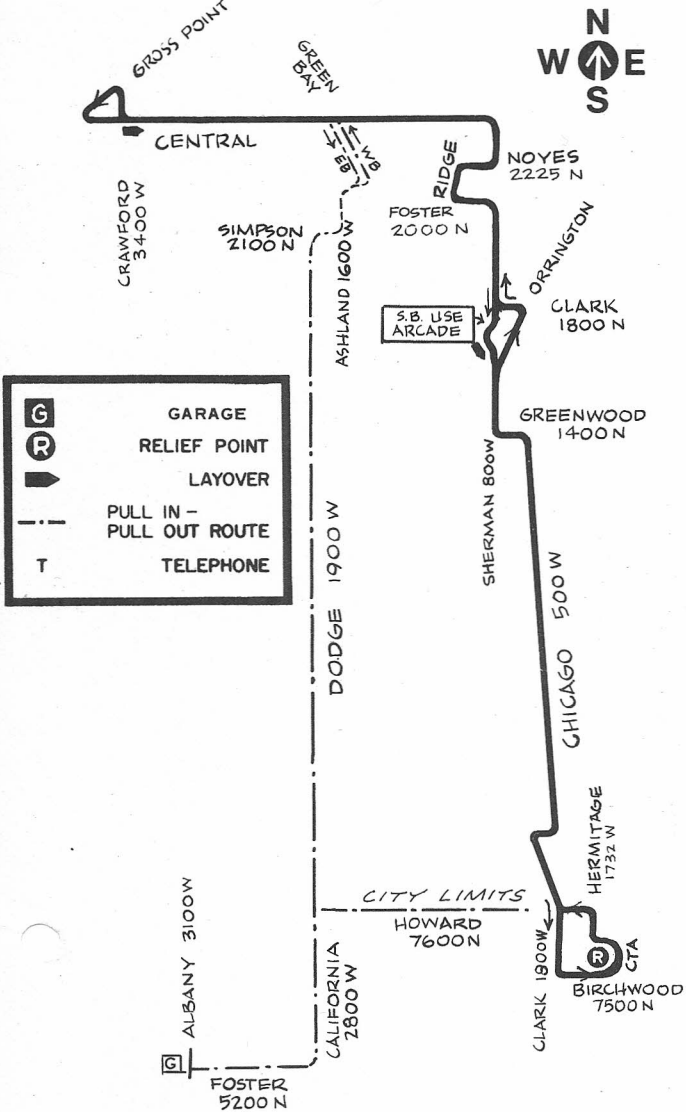 N
W E
S
GROSS POINT
GREEN
BAY
CENTRAL
EB
WB
RIDGE
NOYES
2225 N
CRAWFORD
3400 W
SIMPSON
2100 N
FOSTER
2000 N
ASHLAND 1600 W
ORRINGTON
CLARK
1800 N
S.B. USE
ARCADE
GREENWOOD
1400 N
SHERMAN 800W
G GARAGE
R RELIEF POINT
LAYOVER
PULL IN –
PULL OUT ROUTE
T TELEPHONE
DODGE 1900 W
CHICAGO 500 W
HERMITAGE
1732 W
CITY LIMITS
HOWARD
7600N
ALBANY 3100W
CALIFORNIA
2800 W
CLARK 1800W
R
CTA
BIRCHWOOD
7500 N
G
FOSTER
5200 N